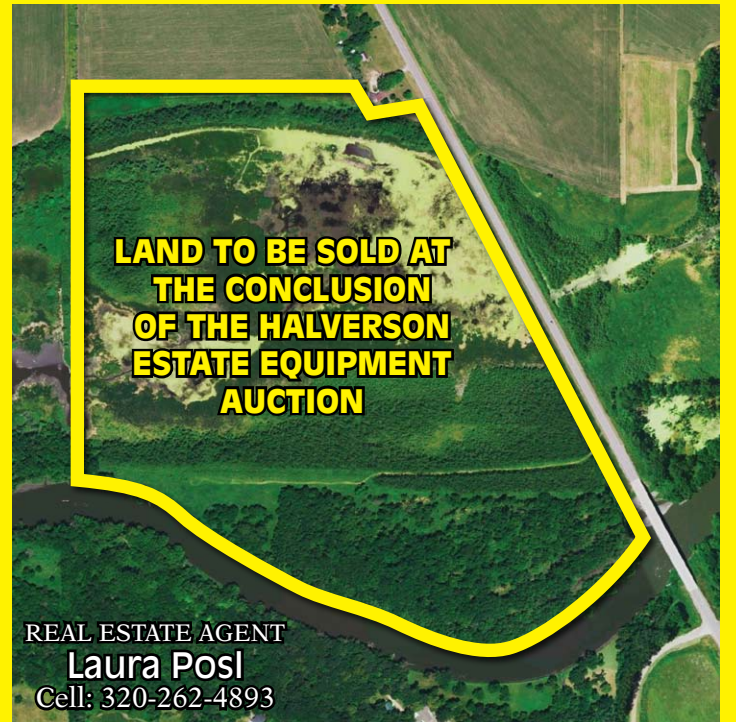 LAND TO BE SOLD AT
THE CONCLUSION
OF THE HALVERSON
ESTATE EQUIPMENT
AUCTION
REAL ESTATE AGENT
Laura Posl
Cell: 320-262-4893